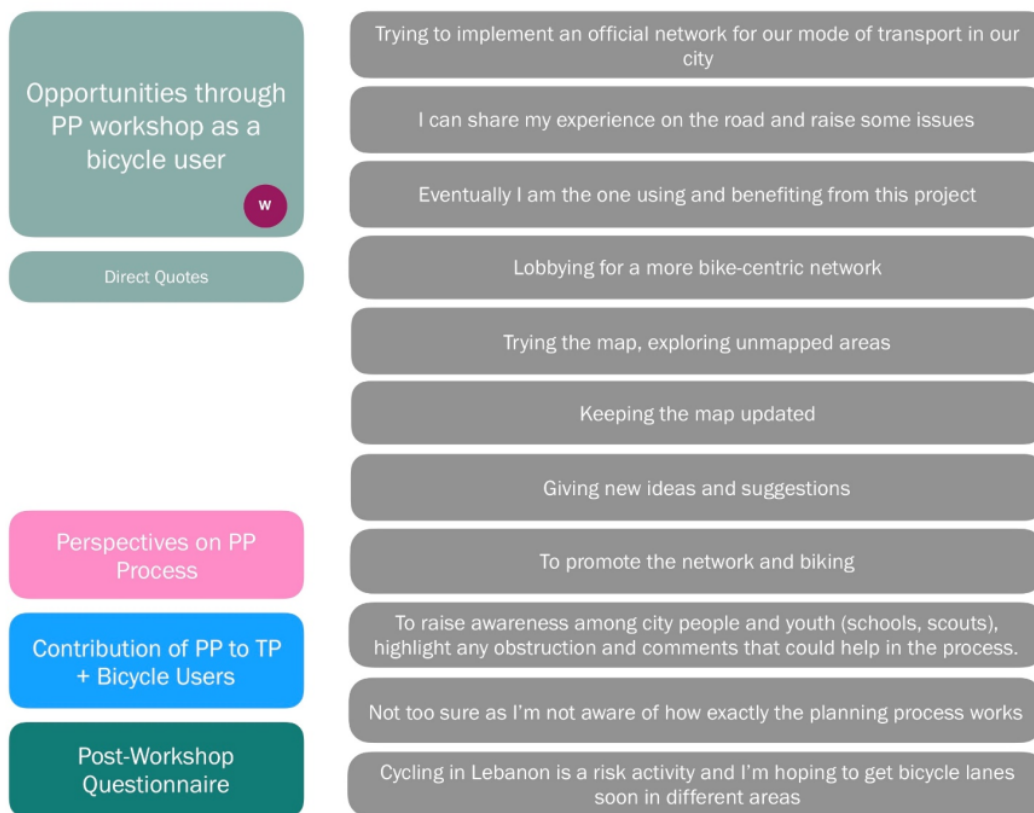 Opportunities through
PP workshop as a
bicycle user
W
Direct Quotes
Perspectives on PP
Process
Contribution of PP to TP
+ Bicycle Users
Post-Workshop
Questionnaire
Trying to implement an official network for our mode of transport in our
city
I can share my experience on the road and raise some issues
Eventually I am the one using and benefiting from this project
Lobbying for a more bike-centric network
Trying the map, exploring unmapped areas
Keeping the map updated
Giving new ideas and suggestions
To promote the network and biking
To raise awareness among city people and youth (schools, scouts),
highlight any obstruction and comments that could help in the process.
Not too sure as I'm not aware of how exactly the planning process works
Cycling in Lebanon is a risk activity and I'm hoping to get bicycle lanes
soon in different areas